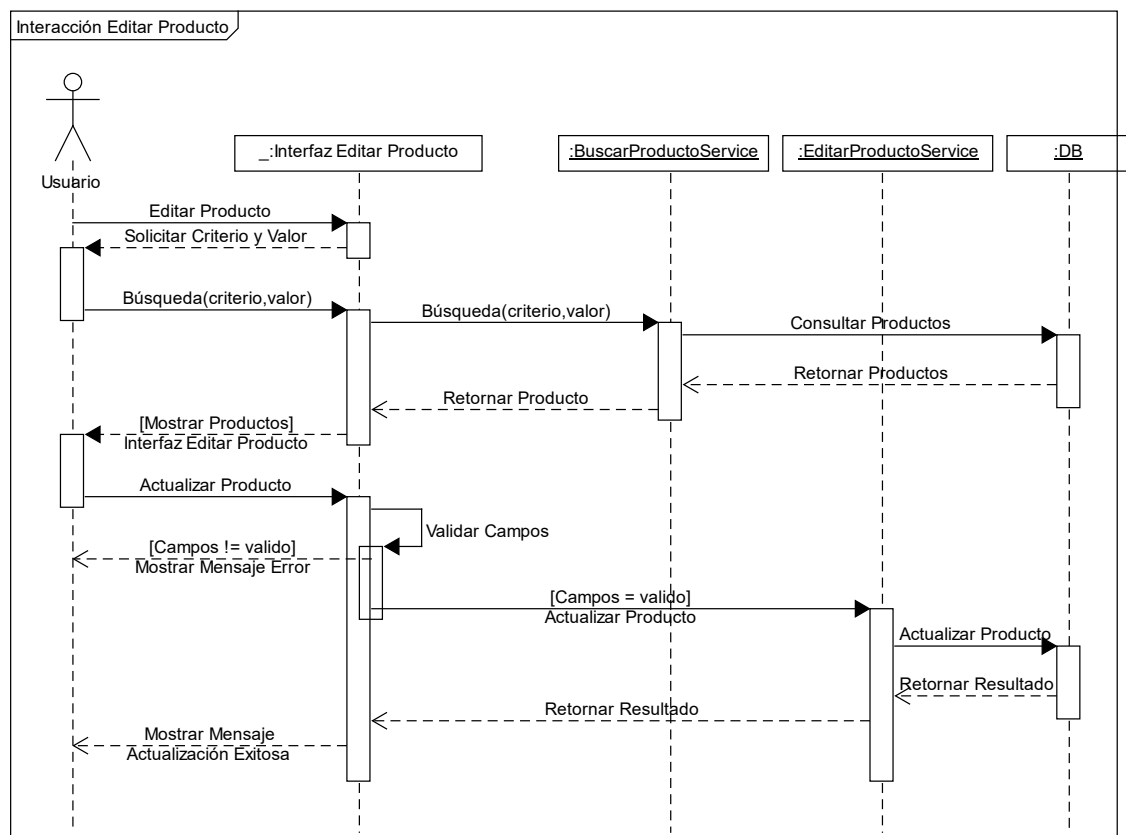 Interacción Editar Producto
_:Interfaz Editar Producto
:BuscarProductoService
:EditarProductoService
:DB
Usuario
Editar Producto
Solicitar Criterio y Valor
Búsqueda(criterio,valor)
Búsqueda(criterio,valor)
Consultar Productos
Retornar Productos
Retornar Producto
[Mostrar Productos]
Interfaz Editar Producto
Actualizar Producto
Validar Campos
[Campos != valido]
Mostrar Mensaje Error
[Campos = valido]
Actualizar Producto
Actualizar Producto
Retornar Resultado
Retornar Resultado
Mostrar Mensaje
Actualización Exitosa